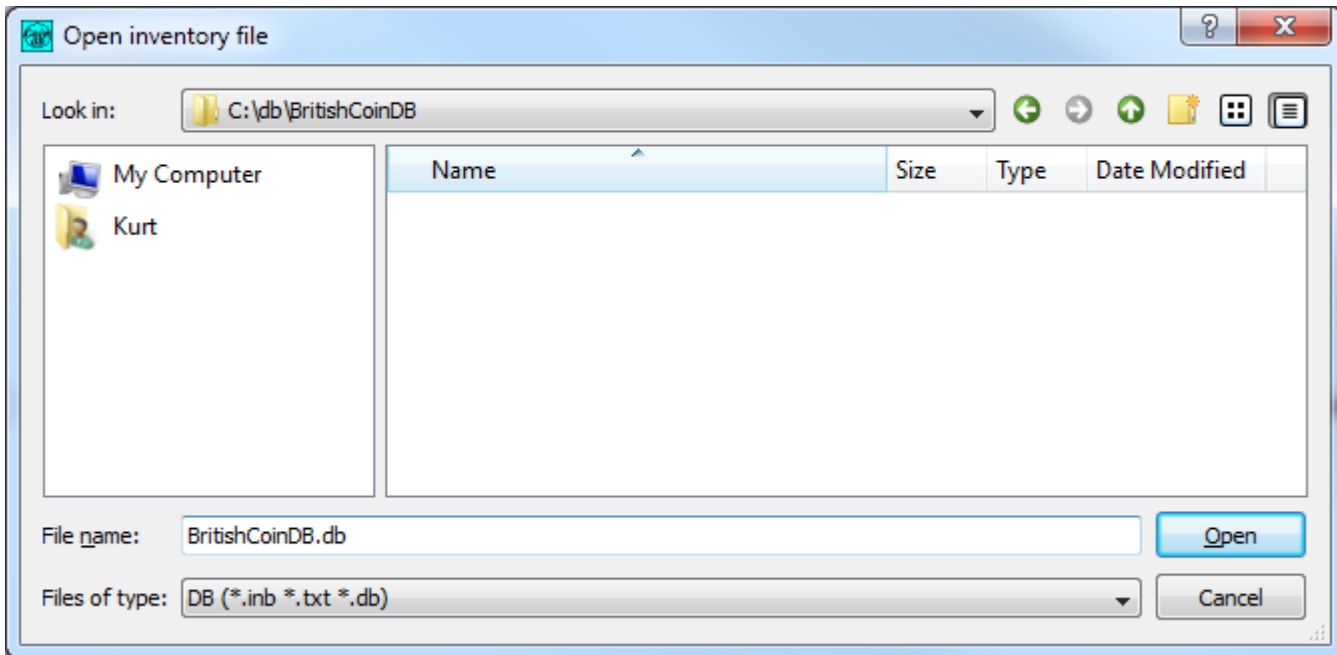 Open inventory file
Look in: C:\db\BritishCoinDB
My Computer
Kurt
Name Size Type Date Modified
File name: BritishCoinDB.db Open
Files of type: DB (*.inb *.txt *.db) Cancel